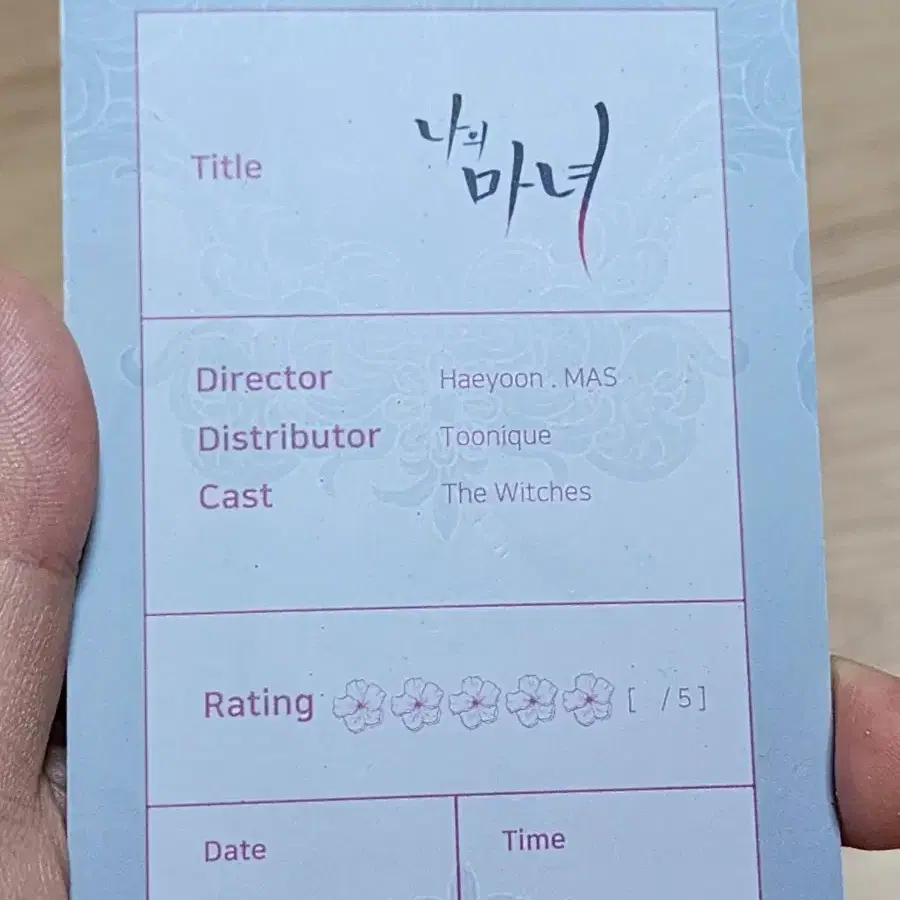 Title
나의
마녀
Director Haeyoon . MAS
Distributor Toonique
Cast The Witches
Rating [ /5]
Date Time